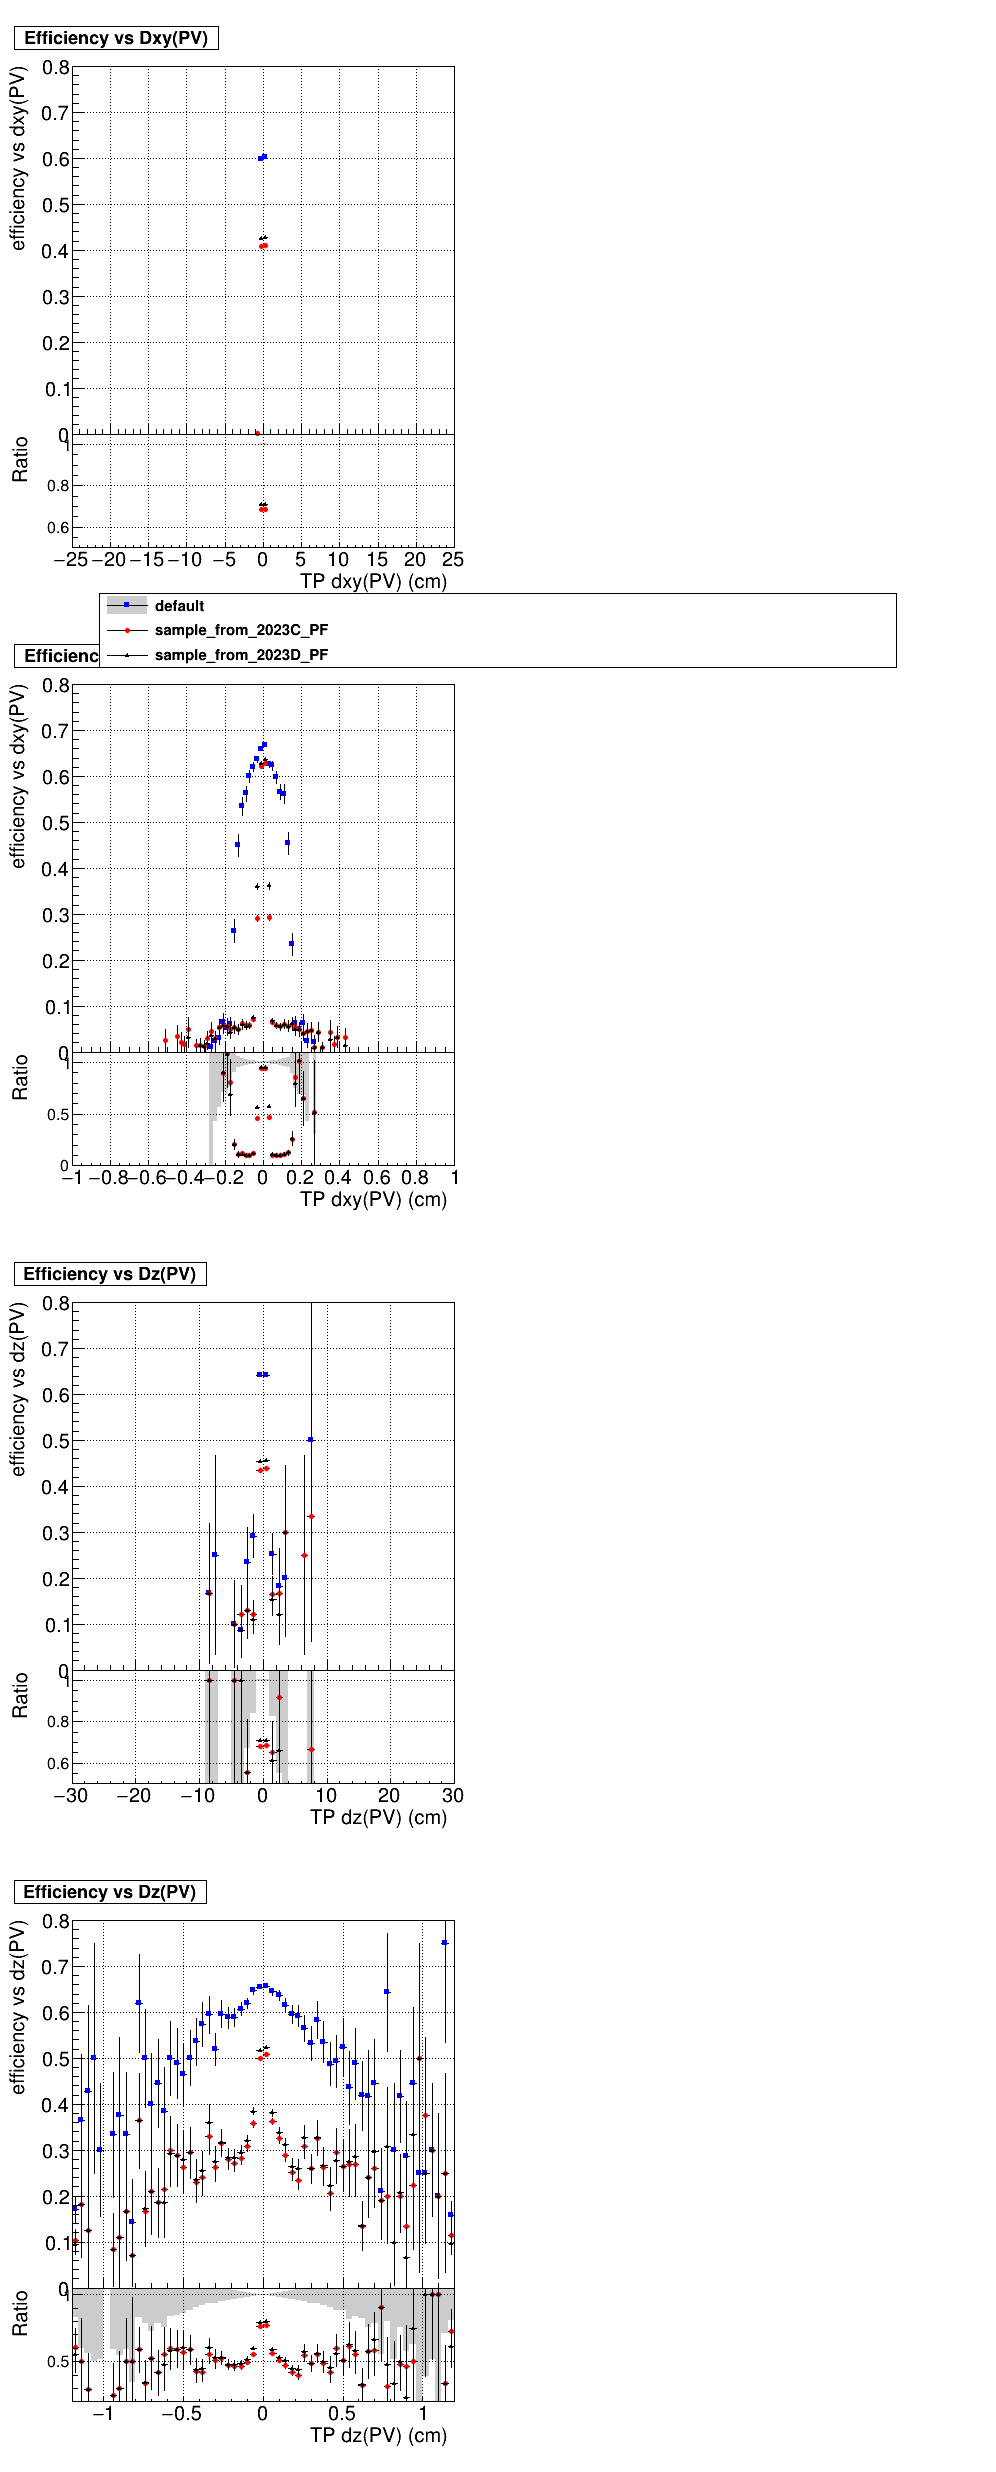 Efficiency vs Dxy(PV)
efficiency vs dxy(PV)
0.8
0.7
0.6
0.5
0.4
0.3
0.2
0.1
0
Ratio
1
0.8
0.6
−25 −20 −15 −10 −5 0 5 10 15 20 25
TP dxy(PV) (cm)
default
sample_from_2023C_PF
sample_from_2023D_PF
Efficienc
efficiency vs dxy(PV)
0.8
0.7
0.6
0.5
0.4
0.3
0.2
0.1
0
Ratio
1
0.5
0
−1 −0.8 −0.6 −0.4 −0.2 0 0.2 0.4 0.6 0.8 1
TP dxy(PV) (cm)
Efficiency vs Dz(PV)
efficiency vs dz(PV)
0.8
0.7
0.6
0.5
0.4
0.3
0.2
0.1
0
Ratio
1
0.8
0.6
−30 −20 −10 0 10 20 30
TP dz(PV) (cm)
Efficiency vs Dz(PV)
efficiency vs dz(PV)
0.8
0.7
0.6
0.5
0.4
0.3
0.2
0.1
0
Ratio
1
0.5
−1 −0.5 0 0.5 1
TP dz(PV) (cm)